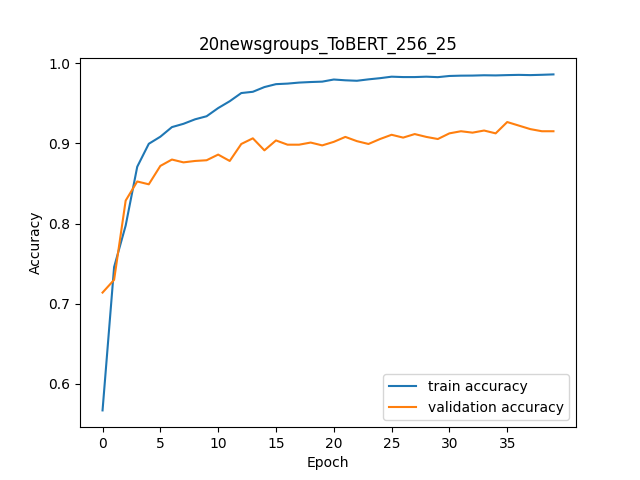 20newsgroups_ToBERT_256_25
1.0
0.9
0.8
0.7
0.6
Accuracy
train accuracy
validation accuracy
0 5 10 15 20 25 30 35
Epoch